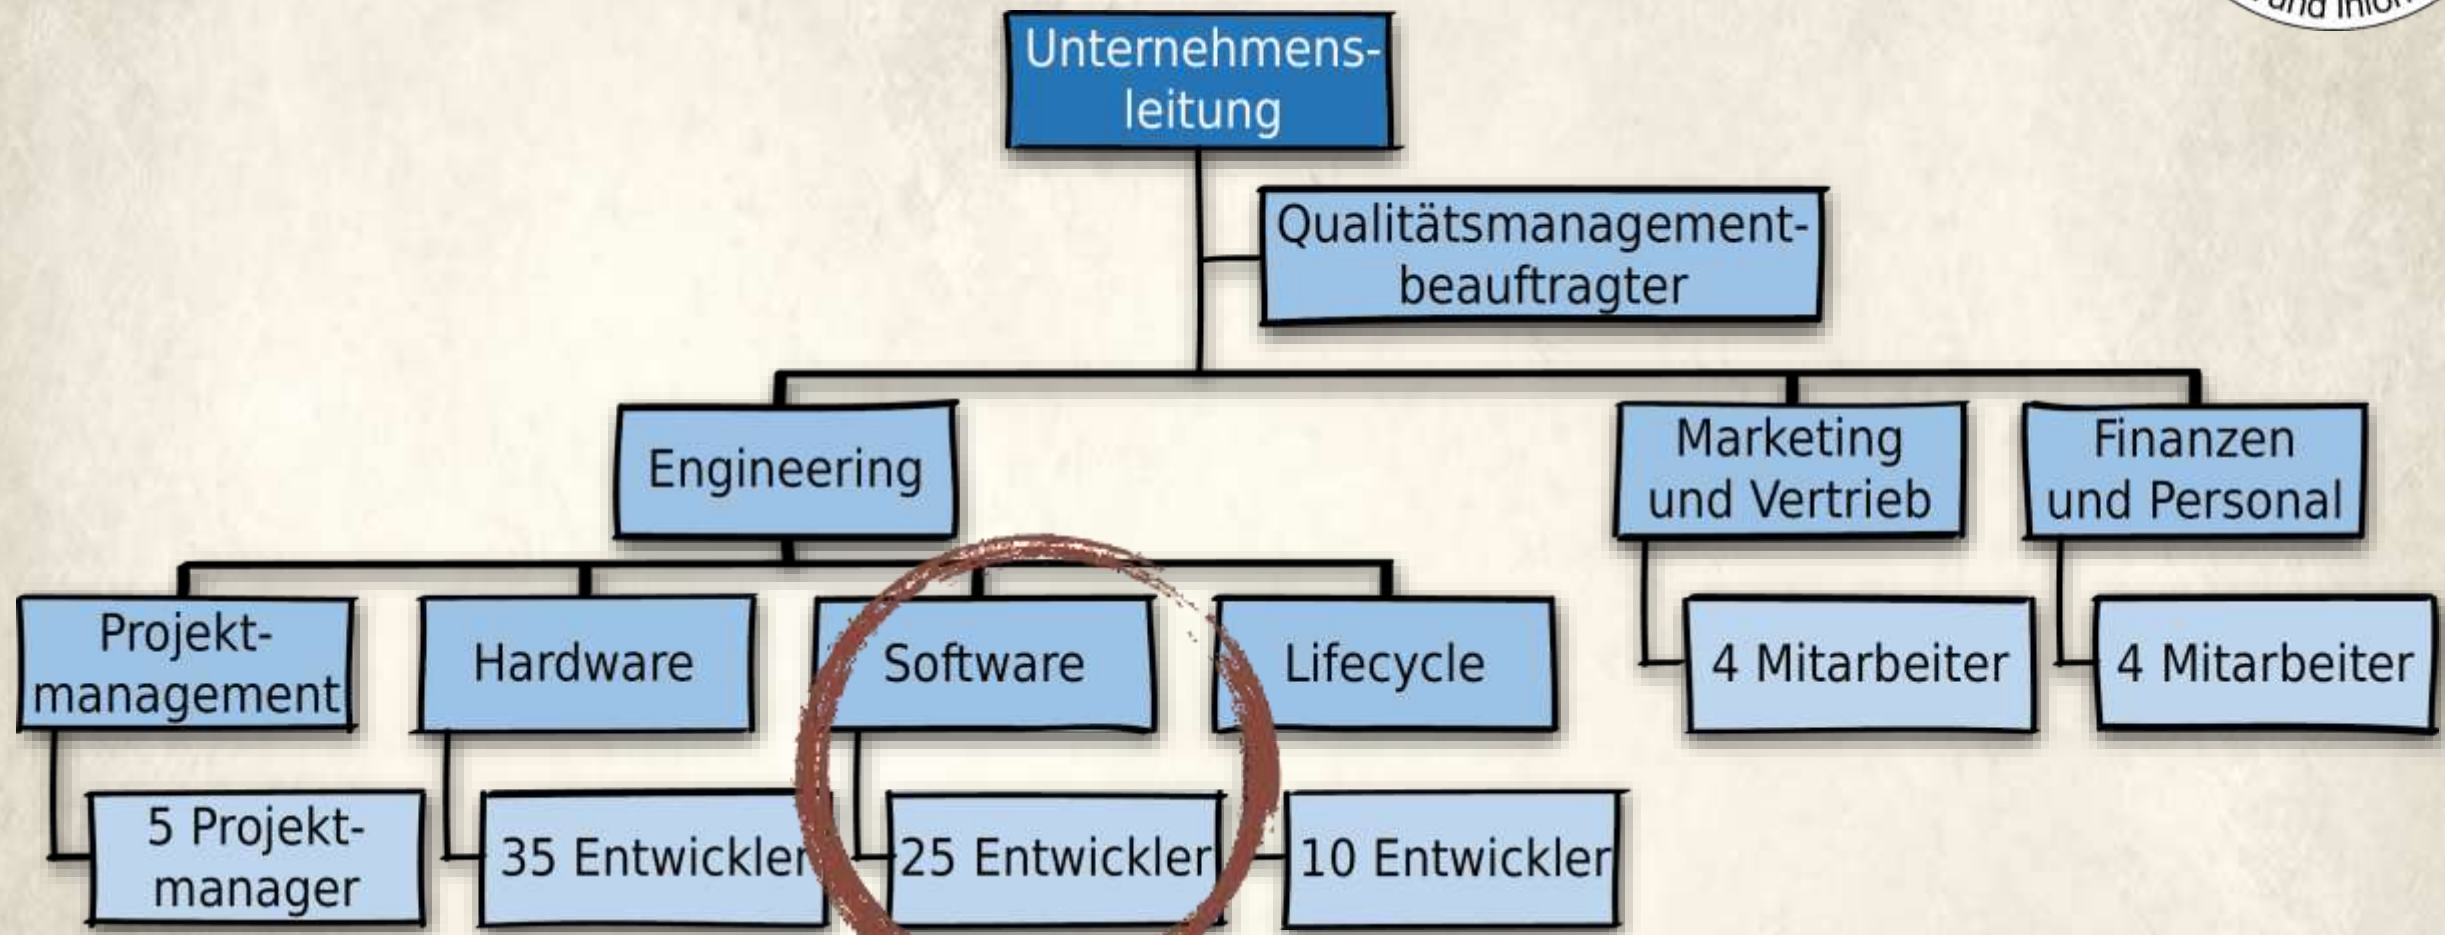 und
Unternehmens-
leitung
Qualitätsmanagement-
beauftragter
Engineering
Marketing
und Vertrieb
Finanzen
und Personal
Projekt-
management
Hardware
Software
Lifecycle
4 Mitarbeiter
4 Mitarbeiter
5 Projekt-
manager
35 Entwickler
25 Entwickler
10 Entwickler